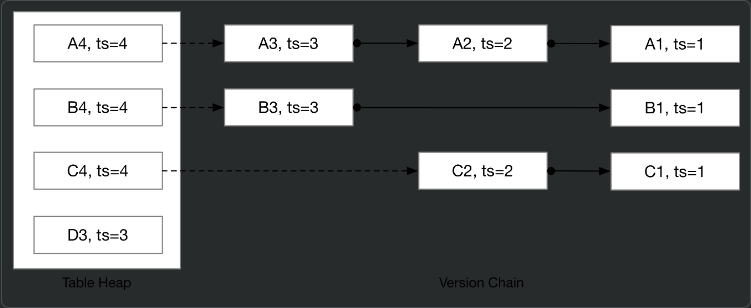 A4, ts=4 A3, ts=3 A2, ts=2 A1, ts=1
B4, ts=4 B3, ts=3 B1, ts=1
C4, ts=4 C2, ts=2 C1, ts=1
D3, ts=3
Table Heap Version Chain